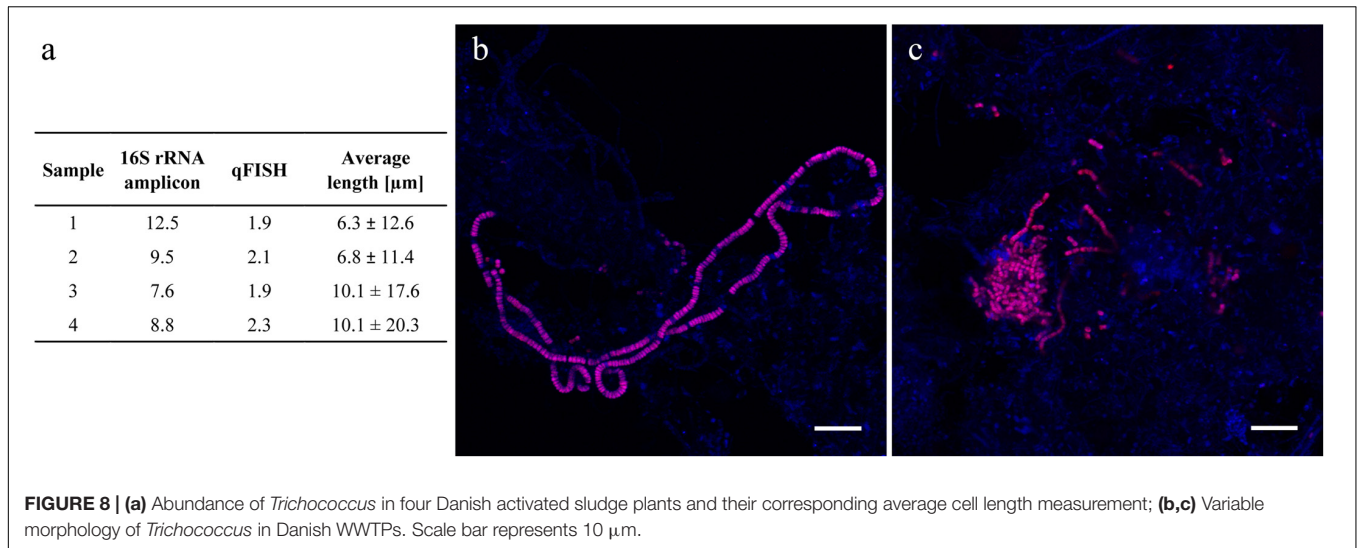 a
b
c
Sample 16S rRNA amplicon qFISH Average length [µm]
1 12.5 1.9 6.3 ± 12.6
2 9.5 2.1 6.8 ± 11.4
3 7.6 1.9 10.1 ± 17.6
4 8.8 2.3 10.1 ± 20.3
FIGURE 8 | (a) Abundance of Trichococcus in four Danish activated sludge plants and their corresponding average cell length measurement; (b,c) Variable
morphology of Trichococcus in Danish WWTPs. Scale bar represents 10 µm.